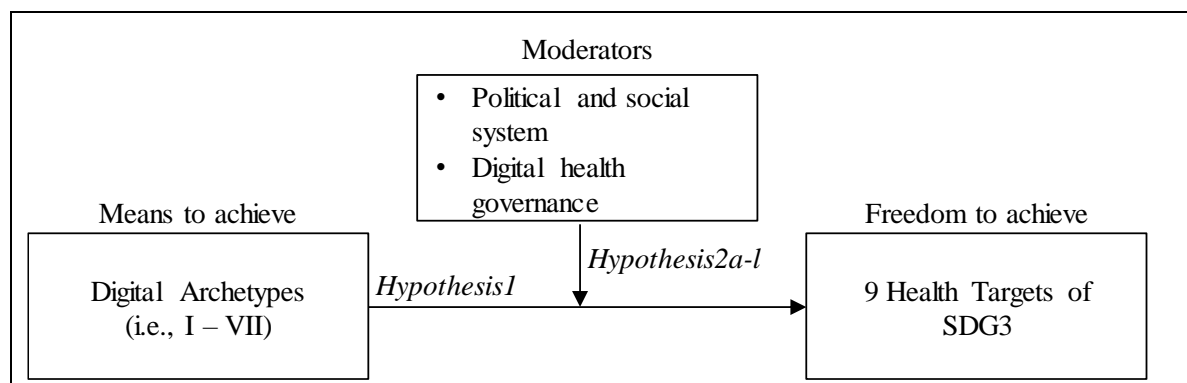 Moderators
• Political and social
system
• Digital health
governance
Means to achieve
Digital Archetypes
(i.e., I – VII)
Hypothesis1
Hypothesis2a-l
Freedom to achieve
9 Health Targets of
SDG3